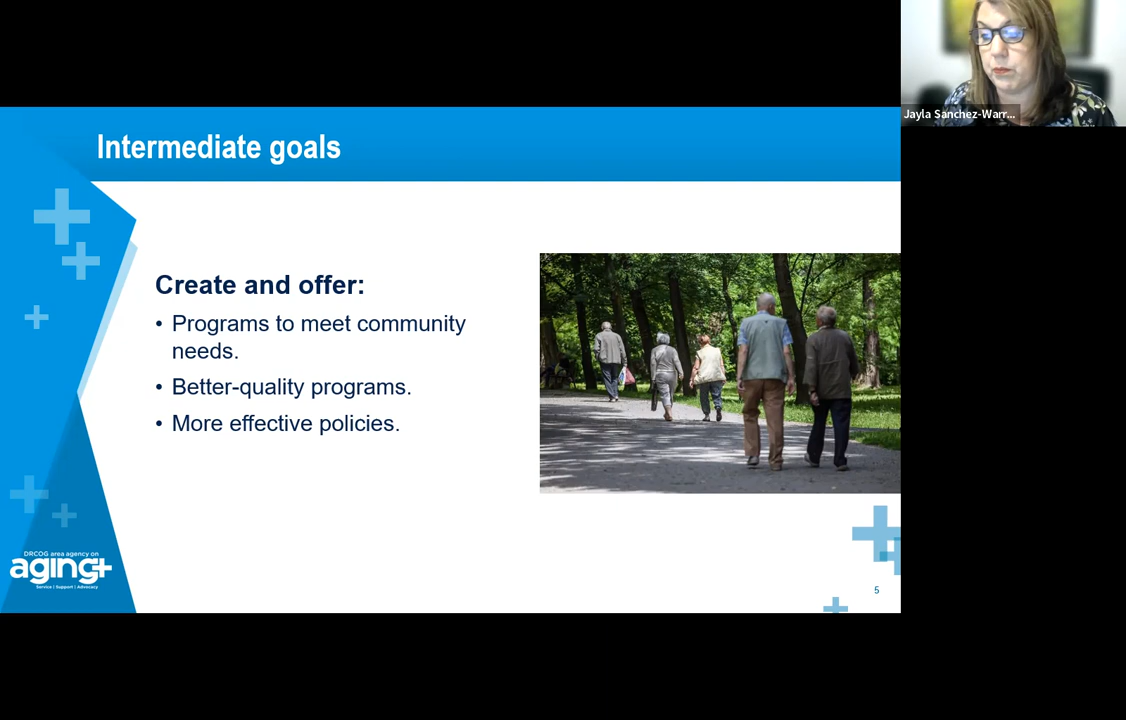 Jayla Sanchez-Warr...
Intermediate goals
Create and offer:
• Programs to meet community
needs.
• Better-quality programs.
• More effective policies.
DRCOG area agency on
aging+
Service | Support | Advocacy
5